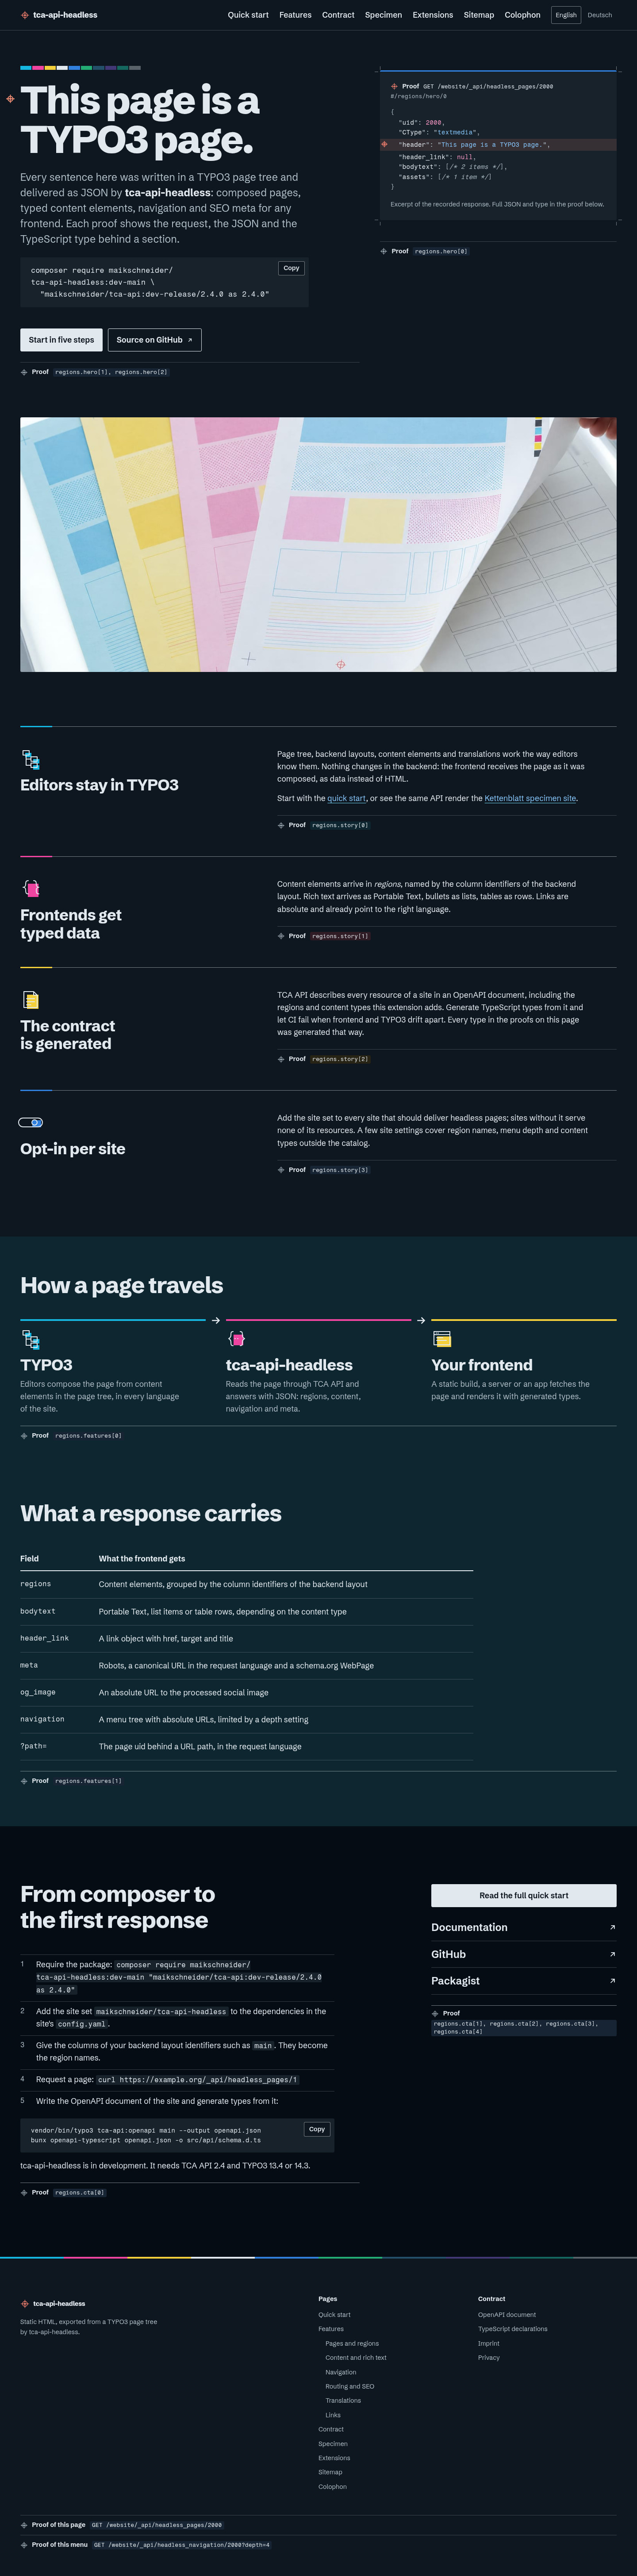 tca-api-headless
Quick start Features Contract Specimen Extensions Sitemap Colophon English Deutsch
This page is a
TYPO3 page.
Every sentence here was written in a TYPO3 page tree and
delivered as JSON by tca-api-headless: composed pages,
typed content elements, navigation and SEO meta for any
frontend. Each proof shows the request, the JSON and the
TypeScript type behind a section.
composer require maikschneider/
tca-api-headless:dev-main \
"maikschneider/tca-api:dev-release/2.4.0 as 2.4.0"
Copy
Start in five steps
Source on GitHub ↗
Proof regions.hero[1], regions.hero[2]
Proof GET /website/_api/headless_pages/2000
#/regions/hero/0
{
"uid": 2000,
"CType": "textmedia",
"header": "This page is a TYPO3 page.",
"header_link": null,
"bodytext": [/* 2 items */],
"assets": [/* 1 item */]
}
Excerpt of the recorded response. Full JSON and type in the proof below.
Proof regions.hero[0]
Editors stay in TYPO3
Page tree, backend layouts, content elements and translations work the way editors
know them. Nothing changes in the backend: the frontend receives the page as it was
composed, as data instead of HTML.
Start with the quick start, or see the same API render the Kettenblatt specimen site.
Proof regions.story[0]
Frontends get
typed data
Content elements arrive in regions, named by the column identifiers of the backend
layout. Rich text arrives as Portable Text, bullets as lists, tables as rows. Links are
absolute and already point to the right language.
Proof regions.story[1]
The contract
is generated
TCA API describes every resource of a site in an OpenAPI document, including the
regions and content types this extension adds. Generate TypeScript types from it and
let CI fail when frontend and TYPO3 drift apart. Every type in the proofs on this page
was generated that way.
Proof regions.story[2]
Opt-in per site
Add the site set to every site that should deliver headless pages; sites without it serve
none of its resources. A few site settings cover region names, menu depth and content
types outside the catalog.
Proof regions.story[3]
How a page travels
TYPO3
Editors compose the page from content
elements in the page tree, in every language
of the site.
tca-api-headless
Reads the page through TCA API and
answers with JSON: regions, content,
navigation and meta.
Your frontend
A static build, a server or an app fetches the
page and renders it with generated types.
Proof regions.features[0]
What a response carries
Field What the frontend gets
regions Content elements, grouped by the column identifiers of the backend layout
bodytext Portable Text, list items or table rows, depending on the content type
header_link A link object with href, target and title
meta Robots, a canonical URL in the request language and a schema.org WebPage
og_image An absolute URL to the processed social image
navigation A menu tree with absolute URLs, limited by a depth setting
?path= The page uid behind a URL path, in the request language
Proof regions.features[1]
From composer to
the first response
1 Require the package: composer require maikschneider/
tca-api-headless:dev-main "maikschneider/tca-api:dev-release/2.4.0
as 2.4.0"
2 Add the site set maikschneider/tca-api-headless to the dependencies in the
site's config.yaml.
3 Give the columns of your backend layout identifiers such as main. They become
the region names.
4 Request a page: curl https://example.org/_api/headless_pages/1
5 Write the OpenAPI document of the site and generate types from it:
vendor/bin/typo3 tca-api:openapi main --output openapi.json
bunx openapi-typescript openapi.json -o src/api/schema.d.ts
Copy
tca-api-headless is in development. It needs TCA API 2.4 and TYPO3 13.4 or 14.3.
Proof regions.cta[0]
Read the full quick start
Documentation ↗
GitHub ↗
Packagist ↗
Proof
regions.cta[1], regions.cta[2], regions.cta[3],
regions.cta[4]
tca-api-headless
Static HTML, exported from a TYPO3 page tree
by tca-api-headless.
Pages
Quick start
Features
Pages and regions
Content and rich text
Navigation
Routing and SEO
Translations
Links
Contract
Specimen
Extensions
Sitemap
Colophon
Contract
OpenAPI document
TypeScript declarations
Imprint
Privacy
Proof of this page GET /website/_api/headless_pages/2000
Proof of this menu GET /website/_api/headless_navigation/2000?depth=4